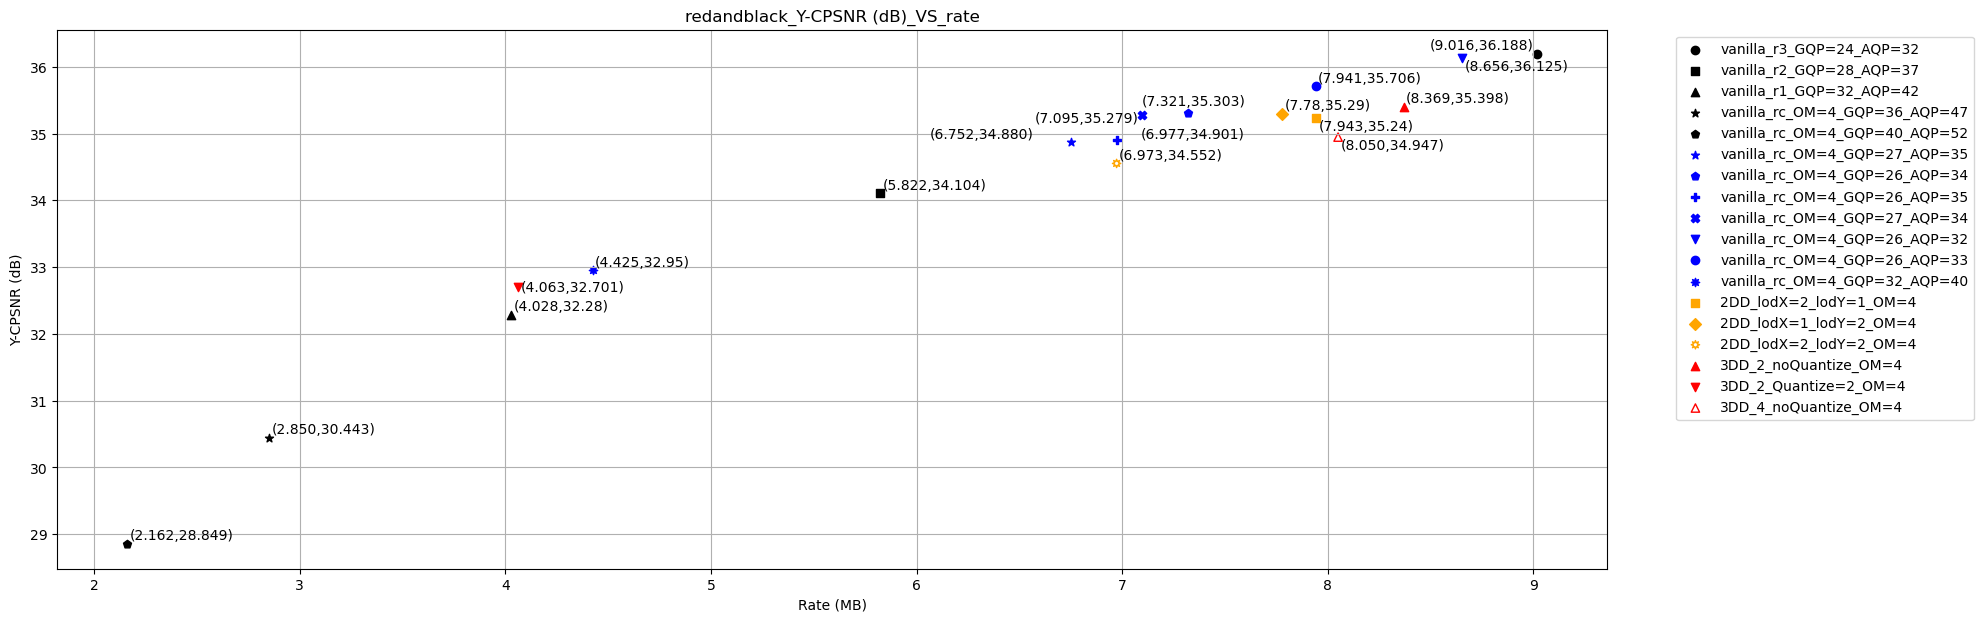 redandblack_Y-CPSNR (dB)_VS_rate
Y-CPSNR (dB)
36
35
34
33
32
31
30
29
(9.016,36.188)
(8.656,36.125)
(7.941,35.706)
(7.321,35.303)
(7.78,35.29)
(8.369,35.398)
(7.095,35.279)
(7.943,35.24)
(6.752,34.880)
(6.977,34.901)
(8.050,34.947)
(6.973,34.552)
(5.822,34.104)
(4.425,32.95)
(4.063,32.701)
(4.028,32.28)
(2.850,30.443)
(2.162,28.849)
2 3 4 5 6 7 8 9
Rate (MB)
vanilla_r3_GQP=24_AQP=32
vanilla_r2_GQP=28_AQP=37
vanilla_r1_GQP=32_AQP=42
vanilla_rc_OM=4_GQP=36_AQP=47
vanilla_rc_OM=4_GQP=40_AQP=52
vanilla_rc_OM=4_GQP=27_AQP=35
vanilla_rc_OM=4_GQP=26_AQP=34
vanilla_rc_OM=4_GQP=26_AQP=35
vanilla_rc_OM=4_GQP=27_AQP=34
vanilla_rc_OM=4_GQP=26_AQP=32
vanilla_rc_OM=4_GQP=26_AQP=33
vanilla_rc_OM=4_GQP=32_AQP=40
2DD_lodX=2_lodY=1_OM=4
2DD_lodX=1_lodY=2_OM=4
2DD_lodX=2_lodY=2_OM=4
3DD_2_noQuantize_OM=4
3DD_2_Quantize=2_OM=4
3DD_4_noQuantize_OM=4